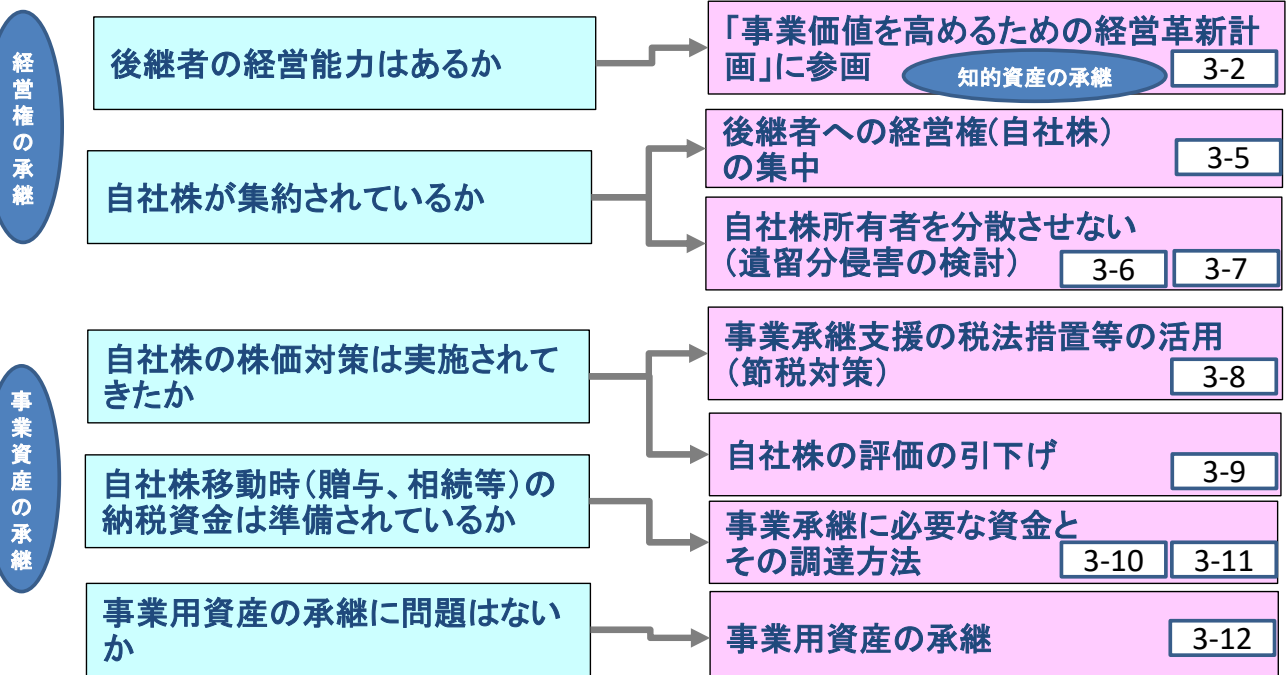 経営権の承継
後継者の経営能力はあるか
「事業価値を高めるための経営革新計
画」に参画
知的資産の承継
3-2
自社株が集約されているか
後継者への経営権(自社株)
の集中
3-5
自社株所有者を分散させない
(遺留分侵害の検討)
3-6
3-7
事業資産の承継
自社株の株価対策は実施されて
きたか
事業承継支援の税法措置等の活用
(節税対策)
3-8
自社株の評価の引下げ
3-9
自社株移動時(贈与、相続等)の
納税資金は準備されているか
事業承継に必要な資金と
その調達方法
3-10
3-11
事業用資産の承継に問題はない
か
事業用資産の承継
3-12